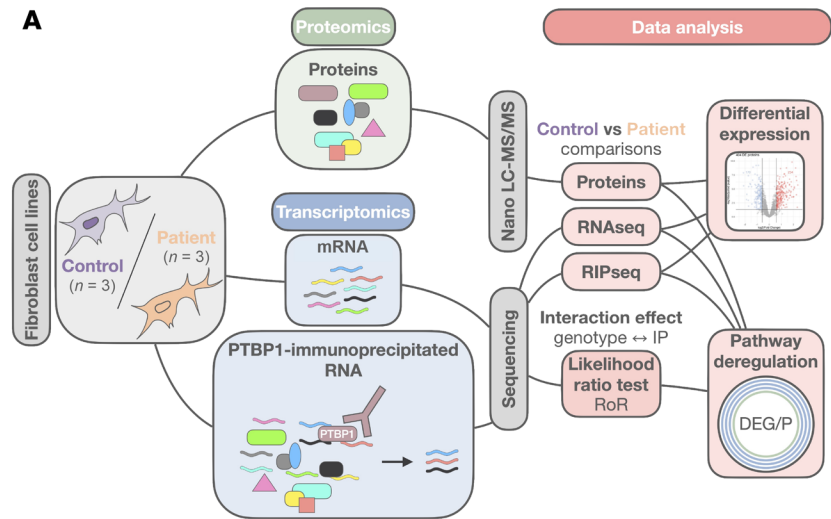 A
Proteomics
Data analysis
Proteins
Fibroblast cell lines
Control
(n = 3)
Patient
(n = 3)
Transcriptomics
mRNA
PTBP1-immunoprecipitated
RNA
PTBP1
Nano LC-MS/MS
Sequencing
Control vs Patient
comparisons
Proteins
RNAseq
RIPseq
Interaction effect
genotype ↔ IP
Likelihood
ratio test
RoR
Differential
expression
Pathway
deregulation
DEG/P